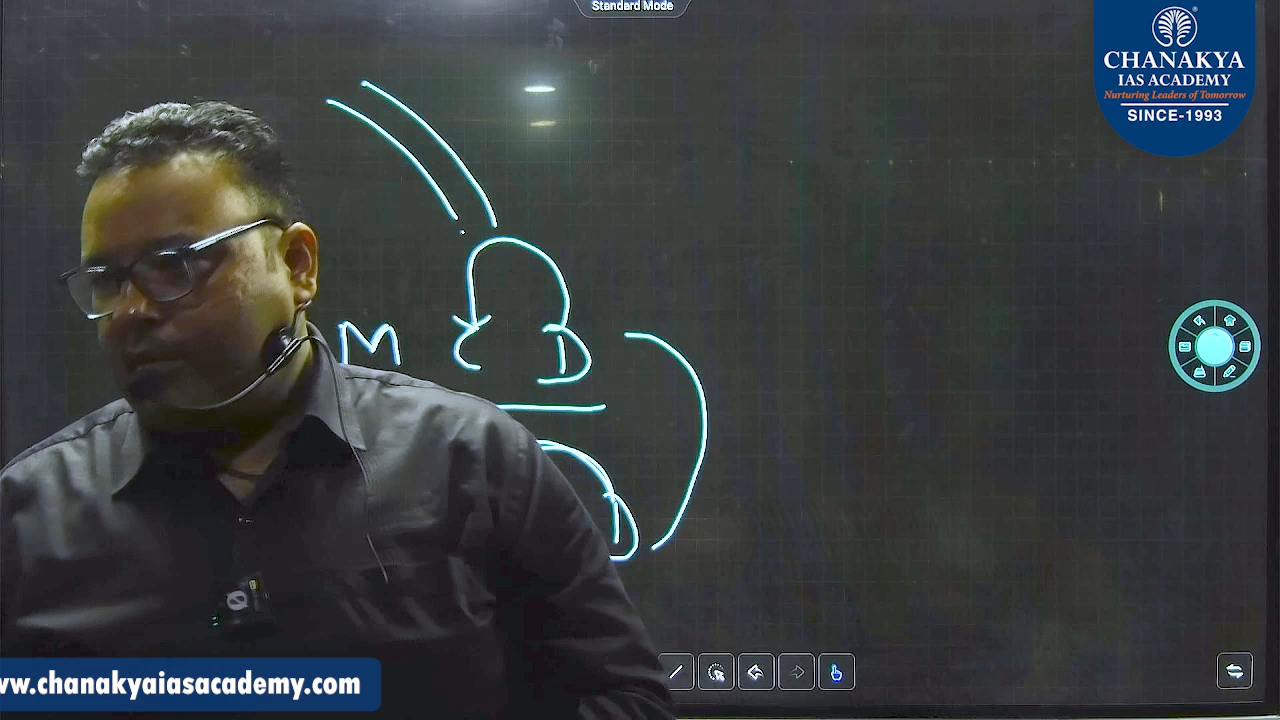 Standard Mode
CHANAKYA
IAS ACADEMY
Nurturing Leaders of Tomorrow
SINCE-1993
M C D
D
ww.chanakyaiasacademy.com